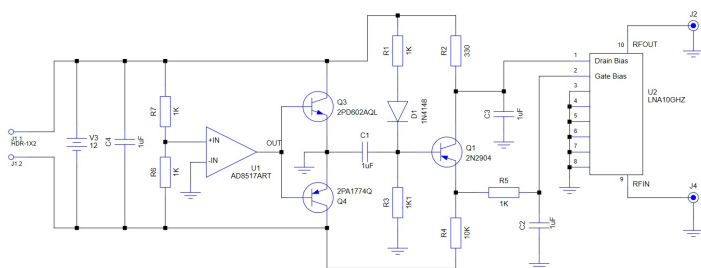 J1.1
HDR-1X2
J1.2
V3
12
C4
1uF
R7
1K
R6
1K
+IN
-IN
OUT
U1
AD8517ART
Q3
2PD602AQL
2PA1774Q
Q4
C1
1uF
R1
1K
D1
1N4148
R3
1K1
R2
330
Q1
2N2904
R4
10K
R5
1K
C3
1uF
C2
1uF
1
Drain Bias
2
Gate Bias
3
4
5
6
7
8
10
RFOUT
J2
U2
LNA10GHZ
9
RFIN
J4